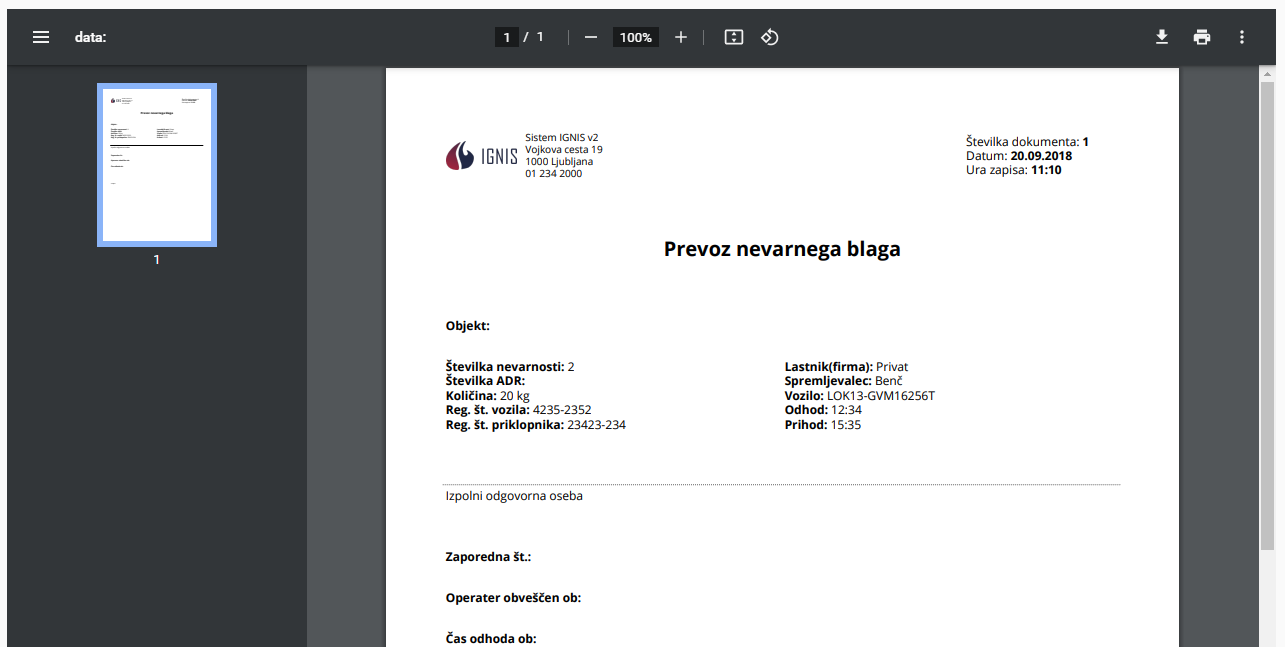 data:
1 / 1
100%
1
IGNIS
Sistem IGNIS v2
Vojkova cesta 19
1000 Ljubljana
01 234 2000
Številka dokumenta: 1
Datum: 20.09.2018
Ura zapisa: 11:10
Prevoz nevarnega blaga
Objekt:
Številka nevarnosti: 2
Številka ADR:
Količina: 20 kg
Reg. št. vozila: 4235-2352
Reg. št. priklopnika: 23423-234
Lastnik(firma): Privat
Spremljevalec: Benč
Vozilo: LOK13-GVM16256T
Odhod: 12:34
Prihod: 15:35
Izpolni odgovorna oseba
Zaporedna št.:
Operater obveščen ob:
Čas odhoda ob: